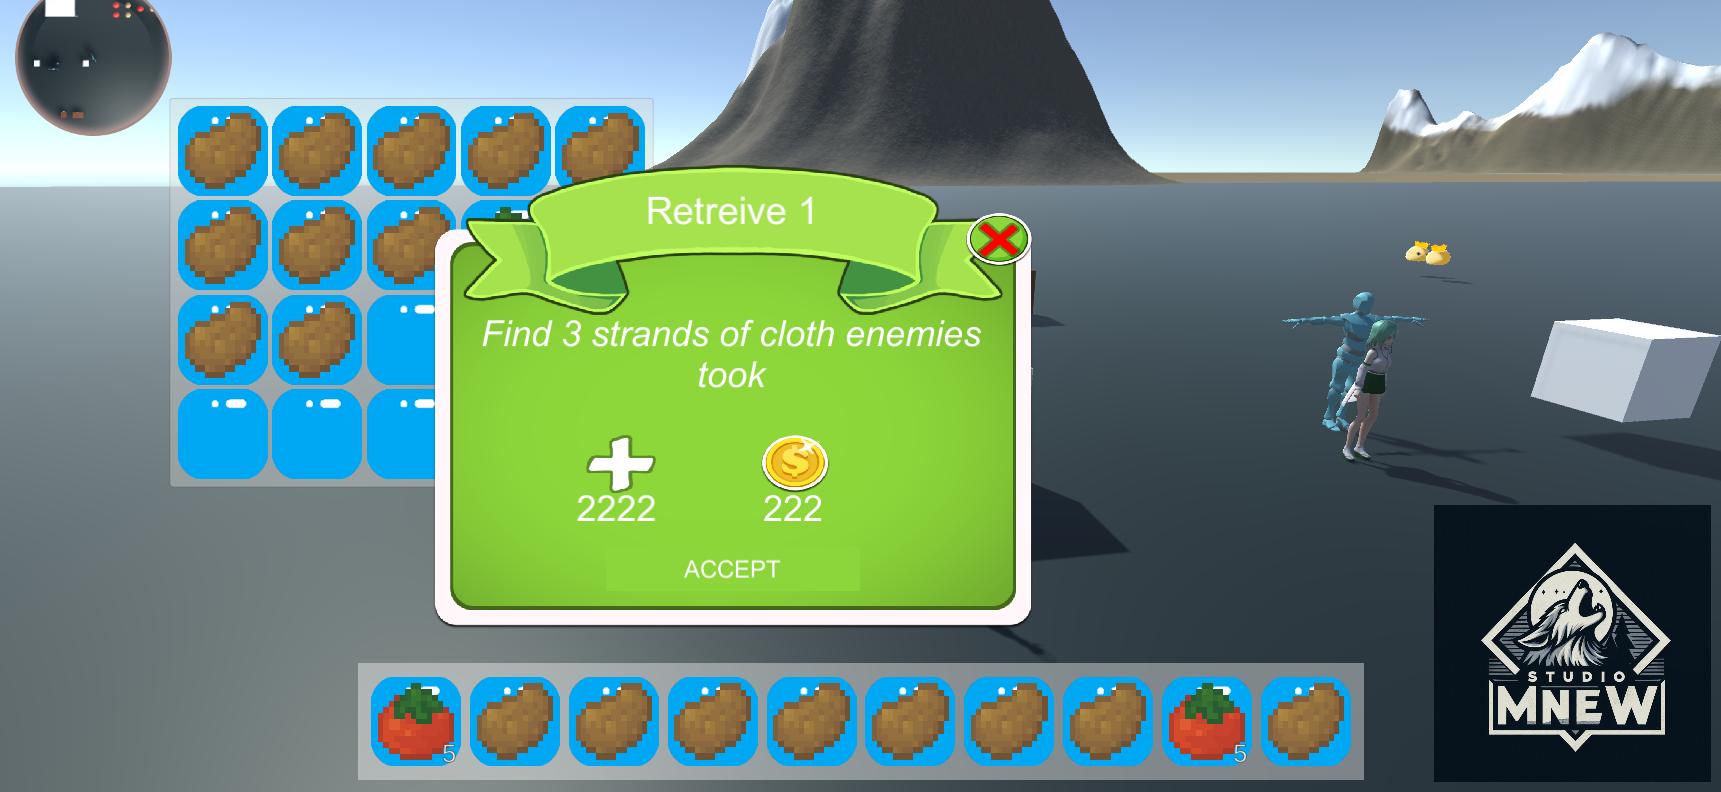 Retreive 1
Find 3 strands of cloth enemies
took
2222
222
ACCEPT
5
5
STUDIO
MNEW